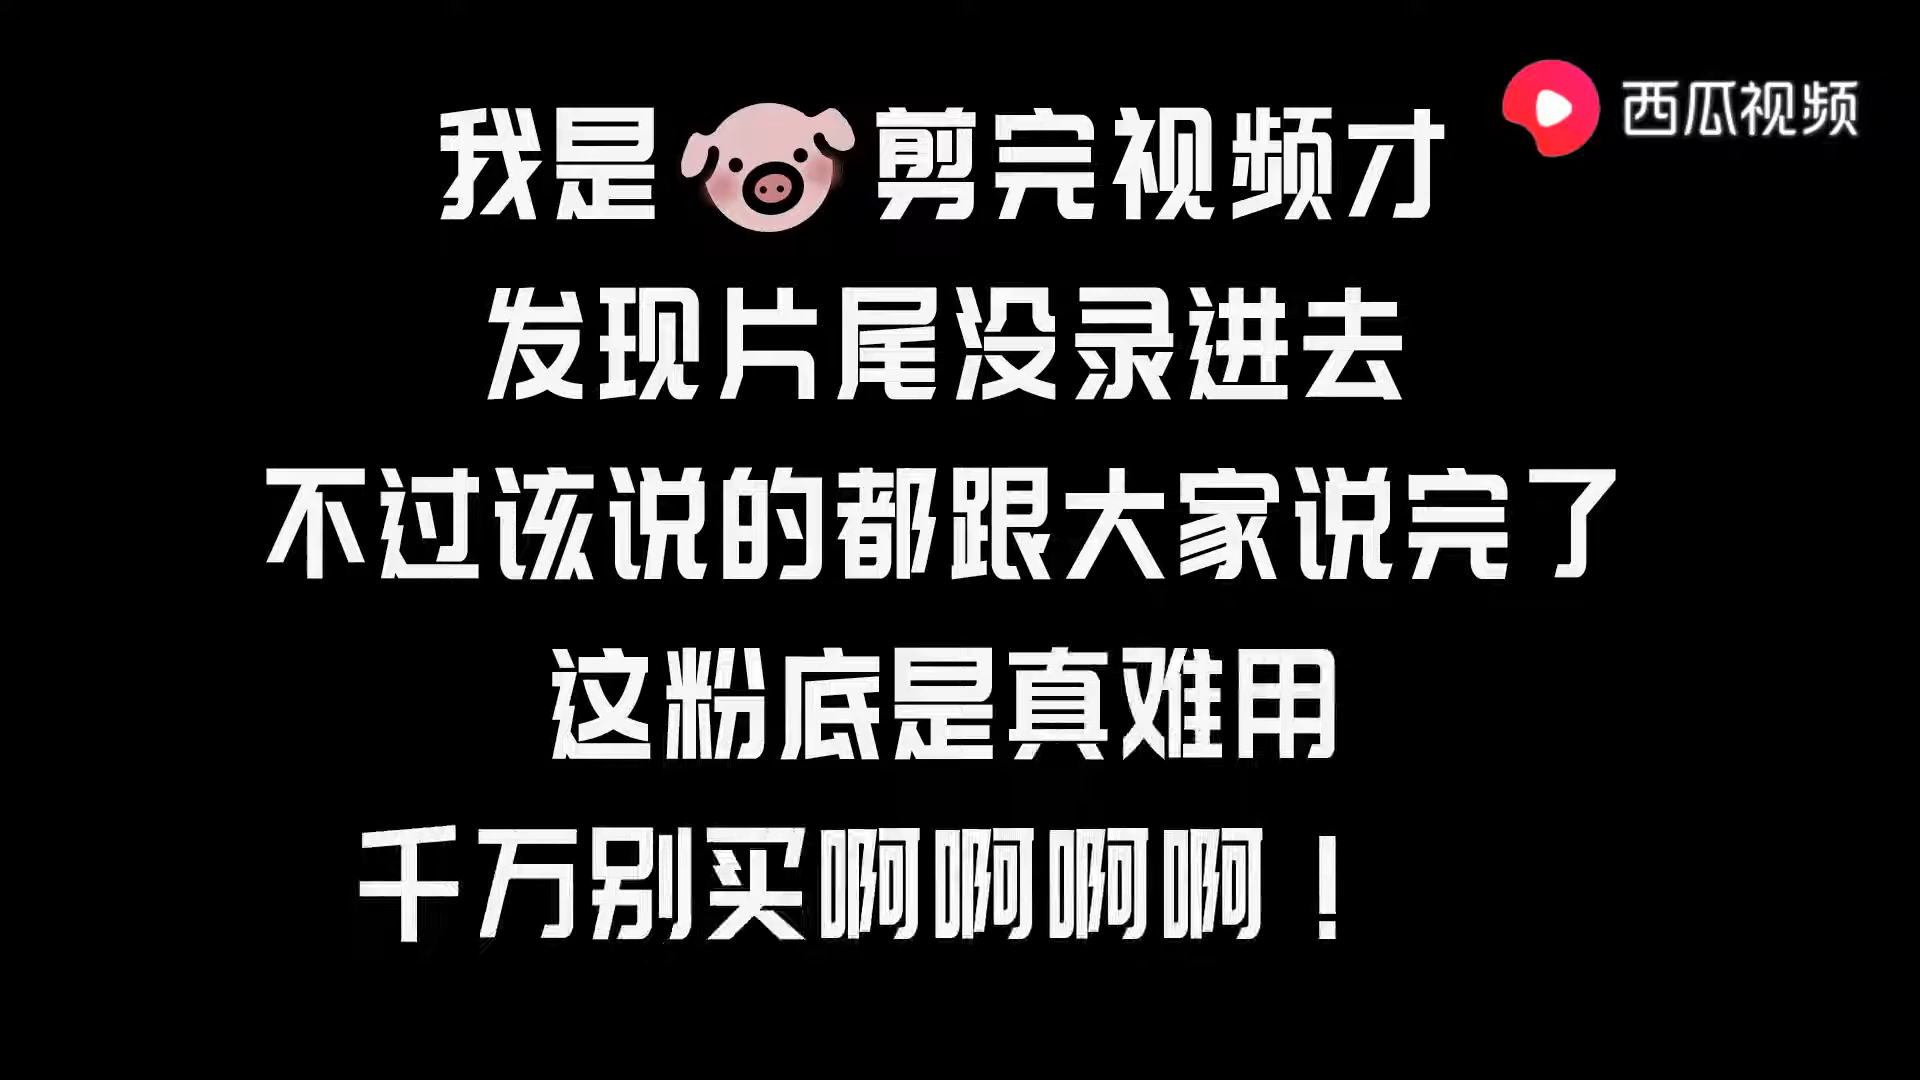 我是🐷剪完视频才
西瓜视频
发现片尾没录进去
不过该说的都跟大家说完了
这粉底是真难用
千万别买啊啊啊啊！